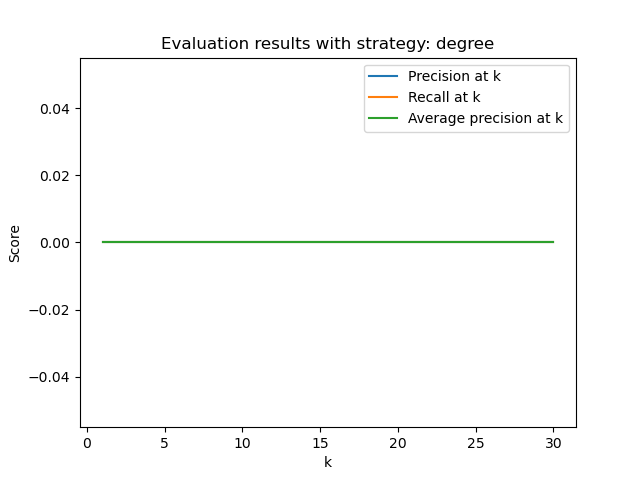 Evaluation results with strategy: degree
Precision at k
Recall at k
Average precision at k
0.04
0.02
0.00
−0.02
−0.04
Score
0 5 10 15 20 25 30
k